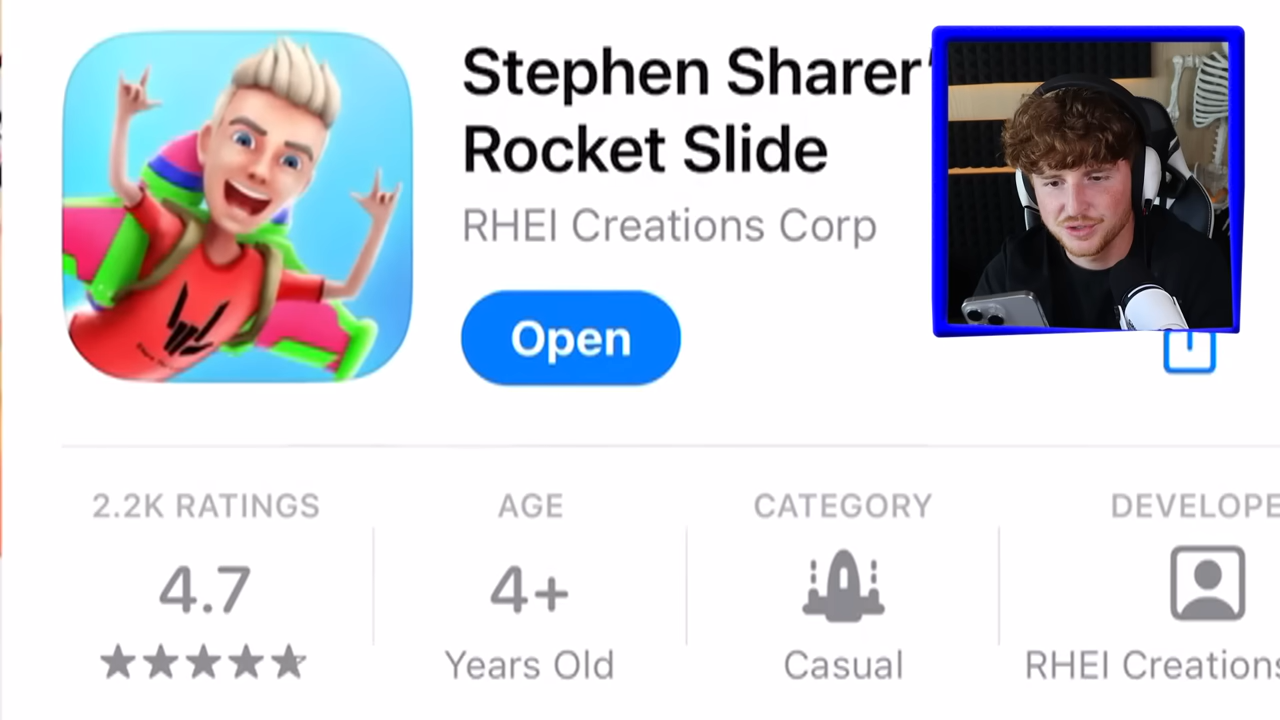 Stephen Sharer'
Rocket Slide
RHEI Creations Corp
Open
2.2K RATINGS
AGE
CATEGORY
DEVELOPE
4.7
4+
Years Old
Casual
RHEI Creations